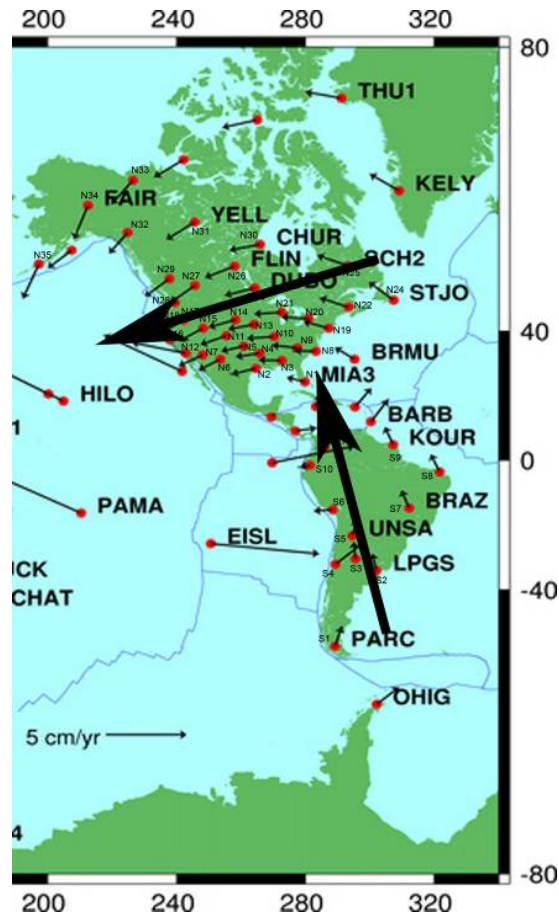 200 240 280 320
80
THU1
N33
KELY
N34 FAIR
YELL
N32 N31
N30 CHUR
N35 FLIN SCH2
N29 N27 N26 N25
DUBO N24 STJO
N28 N21 N22
N14 N20
N15 N13 N19
40
N10
N11 N9
N12 N5 N4 N8 BRMU
N7
N6 N3
N2 N1 MIA3
HILO
BARB
1 KOUR
S9
0
S10 S8
S6 BRAZ
PAMA S7
EISL UNSA
S5
JCK S4 S3 LPGS
S2
CHAT -40
S1 PARC
OHIG
5 cm/yr
4
-80
200 240 280 320